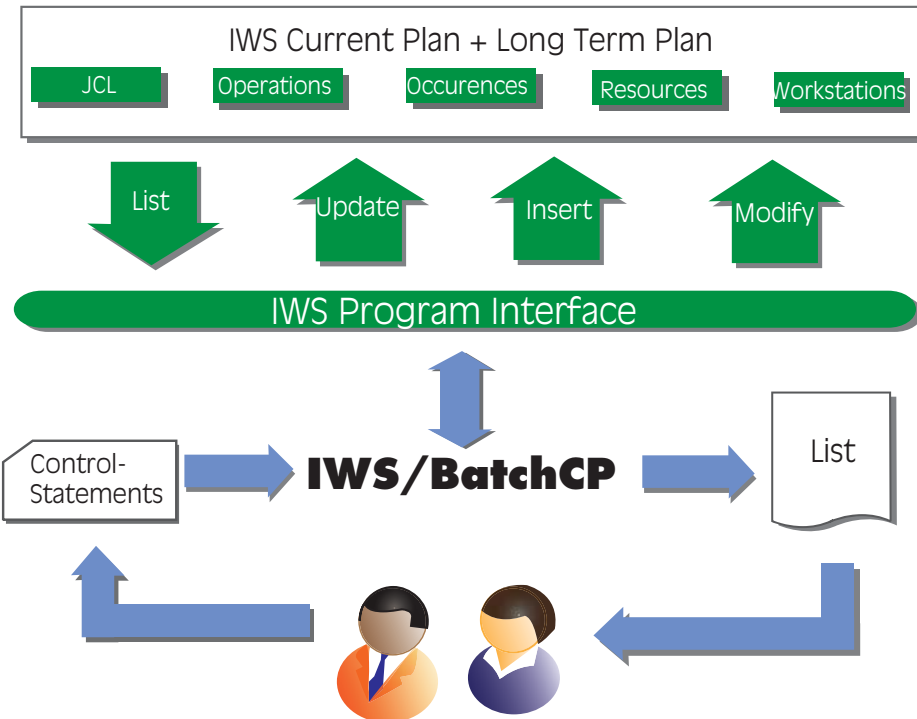 IWS Current Plan + Long Term Plan
JCL
Operations
Occurences
Resources
Workstations
List
Update
Insert
Modify
IWS Program Interface
Control-
Statements
IWS/BatchCP
List